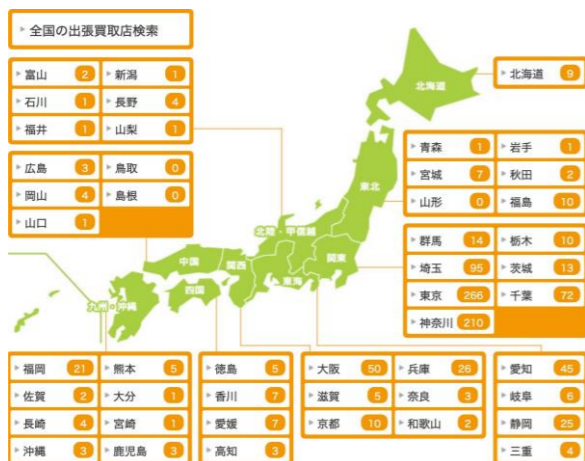 全国の出張買取店検索
富山 2 新潟 1
石川 1 長野 4
福井 1 山梨 1
広島 3 鳥取 0
岡山 4 島根 0
山口 1
北海道 9
青森 1 岩手 1
宮城 7 秋田 2
山形 0 福島 10
群馬 14 栃木 10
埼玉 95 茨城 13
東京 266 千葉 72
神奈川 210
北海道
東北
北陸・甲信越
関東
中国
関西
東海
四国
九州・沖縄
福岡 21 熊本 5
佐賀 2 大分 1
長崎 4 宮崎 1
沖縄 3 鹿児島 3
徳島 5
香川 7
愛媛 7
高知 3
大阪 50 兵庫 26
滋賀 5 奈良 3
京都 10 和歌山 2
愛知 45
岐阜 6
静岡 25
三重 4